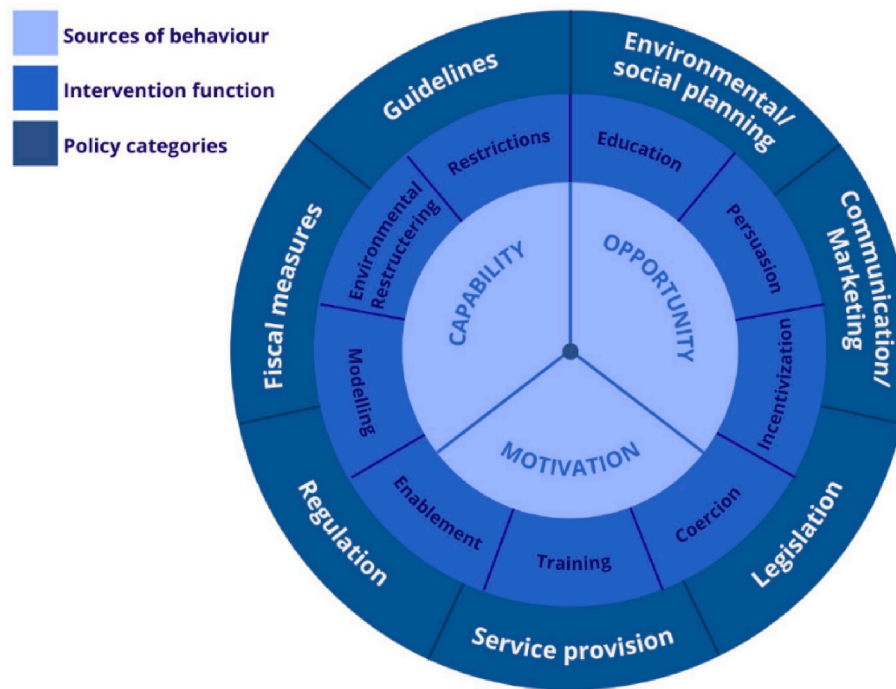 Sources of behaviour
Intervention function
Policy categories
Environmental/
social planning
Communication/
Marketing
Legislation
Service provision
Regulation
Fiscal measures
Guidelines
Education
Persuasion
Incentivization
Coercion
Training
Enablement
Modelling
Environmental
Restructering
Restrictions
CAPABILITY
OPPORTUNITY
MOTIVATION